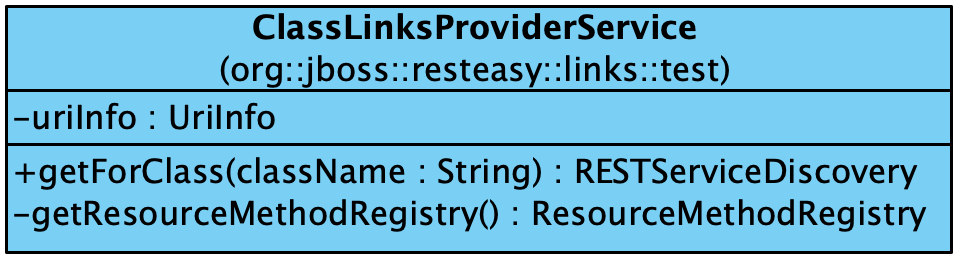 ClassLinksProviderService
(org::jboss::resteasy::links::test)
-uriInfo : UriInfo
+getForClass(className : String) : RESTServiceDiscovery
-getResourceMethodRegistry() : ResourceMethodRegistry